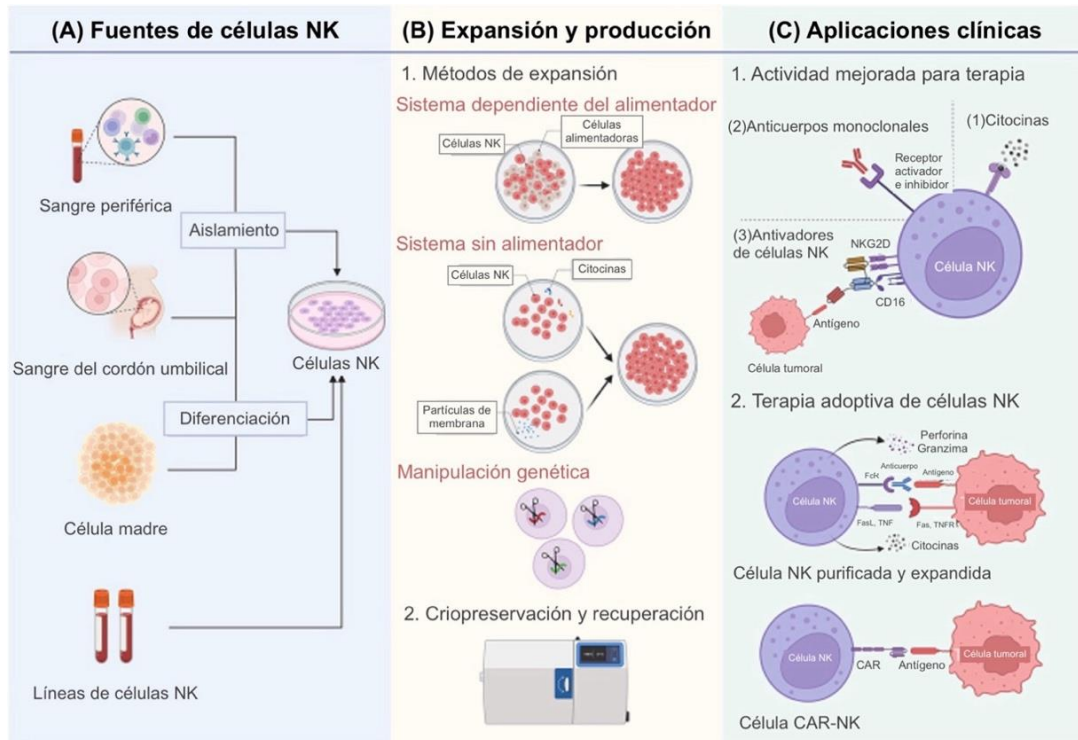 (A) Fuentes de células NK
Sangre periférica
Aislamiento
Sangre del cordón umbilical
Células NK
Diferenciación
Célula madre
Líneas de células NK
(B) Expansión y producción
1. Métodos de expansión
Sistema dependiente del alimentador
Células NK
Células
alimentadoras
Sistema sin alimentador
Células NK
Citocinas
Partículas de
membrana
Manipulación genética
2. Criopreservación y recuperación
(C) Aplicaciones clínicas
1. Actividad mejorada para terapia
(1)Citocinas
(2)Anticuerpos monoclonales
Receptor
activador
e inhibidor
(3)Antivadores
de células NK
NKG2D
Célula NK
CD16
Antígeno
Célula tumoral
2. Terapia adoptiva de células NK
Perforina
Granzima
FcR
Anticuerpo
Antígeno
Célula NK
Célula tumoral
FasL, TNF
Fas, TNFR1
Citocinas
Célula NK purificada y expandida
Célula NK
CAR
Antígeno
Célula tumoral
Célula CAR-NK